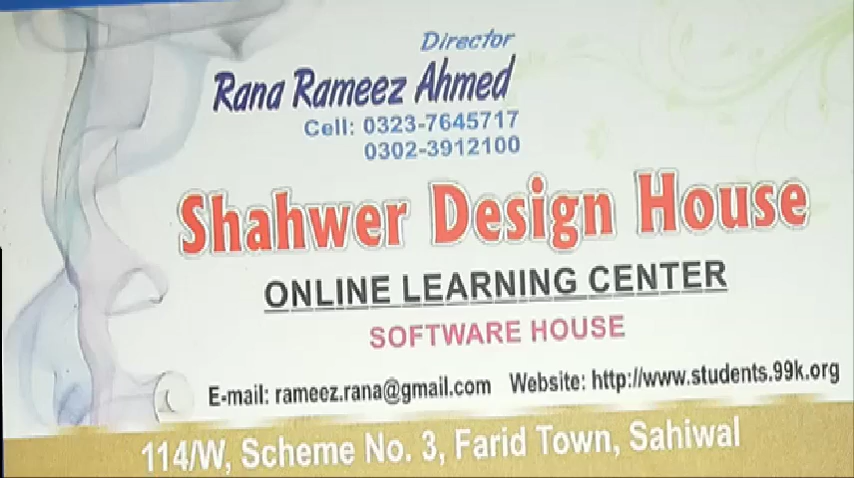 Director
Rana Rameez Ahmed
Cell: 0323-7645717
0302-3912100
Shahwer Design House
ONLINE LEARNING CENTER
SOFTWARE HOUSE
E-mail: rameez.rana@gmail.com Website: http://www.students.99k.org
114/W, Scheme No. 3, Farid Town, Sahiwal